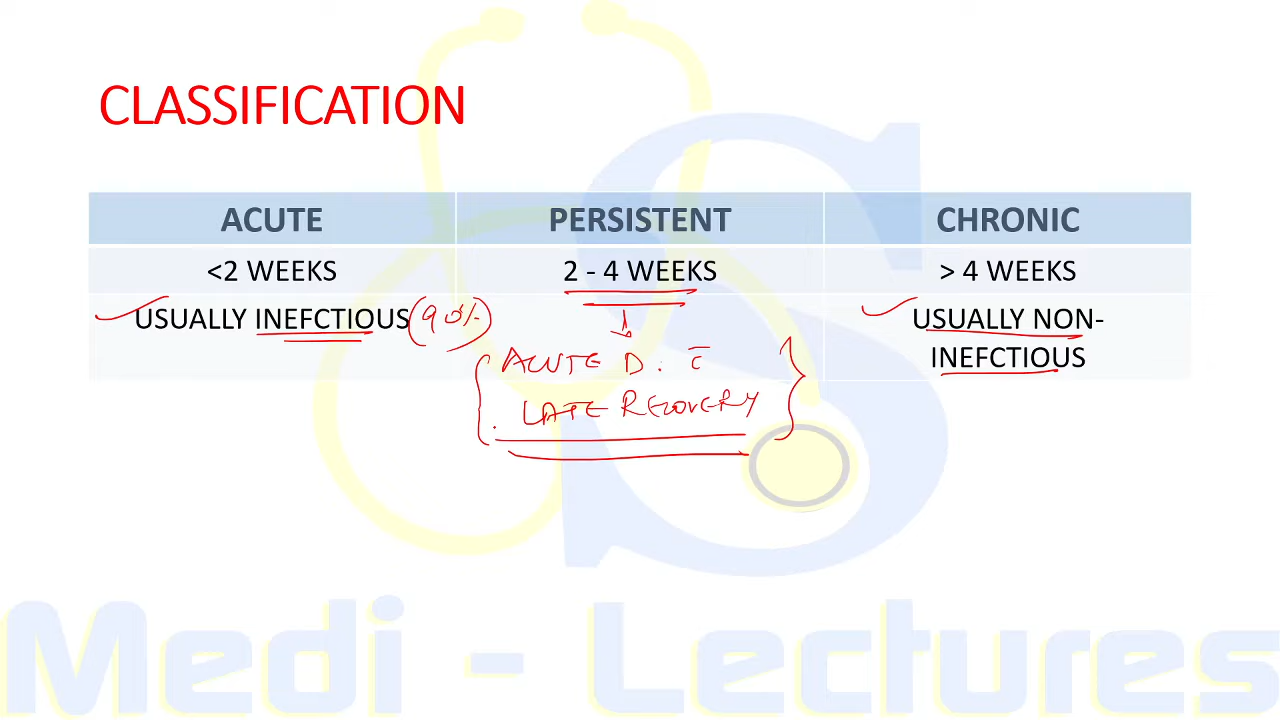 CLASSIFICATION
ACUTE PERSISTENT CHRONIC
<2 WEEKS 2 - 4 WEEKS > 4 WEEKS
USUALLY INEFCTIOUS (90%) USUALLY NON-
INEFCTIOUS
ACUTE D. c̄
LATE RECOVERY
Medi - Lectures